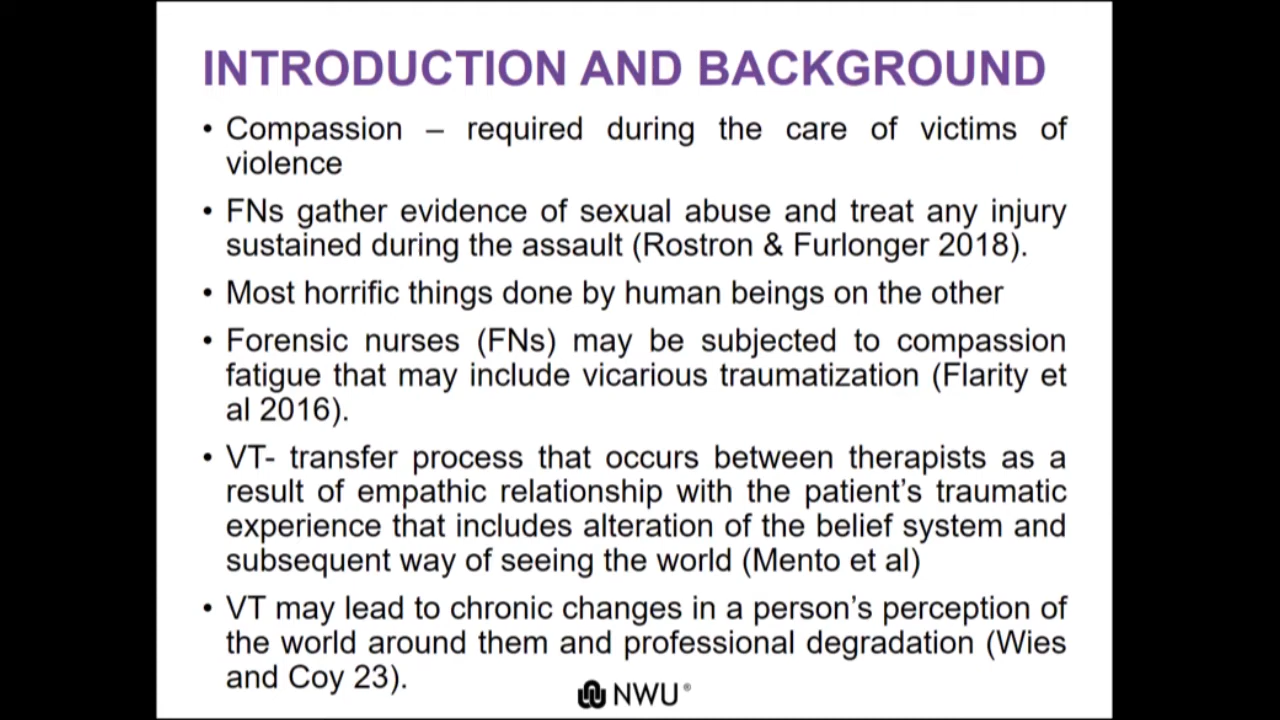 INTRODUCTION AND BACKGROUND
• Compassion – required during the care of victims of
violence
• FNs gather evidence of sexual abuse and treat any injury
sustained during the assault (Rostron & Furlonger 2018).
• Most horrific things done by human beings on the other
• Forensic nurses (FNs) may be subjected to compassion
fatigue that may include vicarious traumatization (Flarity et
al 2016).
• VT- transfer process that occurs between therapists as a
result of empathic relationship with the patient’s traumatic
experience that includes alteration of the belief system and
subsequent way of seeing the world (Mento et al)
• VT may lead to chronic changes in a person’s perception of
the world around them and professional degradation (Wies
and Coy 23).
NWU®